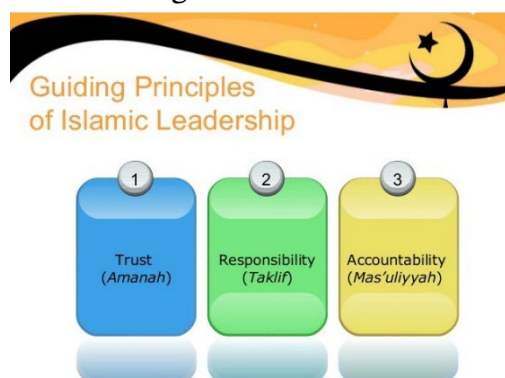 Guiding Principles
of Islamic Leadership
1
Trust
(Amanah)
2
Responsibility
(Taklif)
3
Accountability
(Mas'uliyyah)